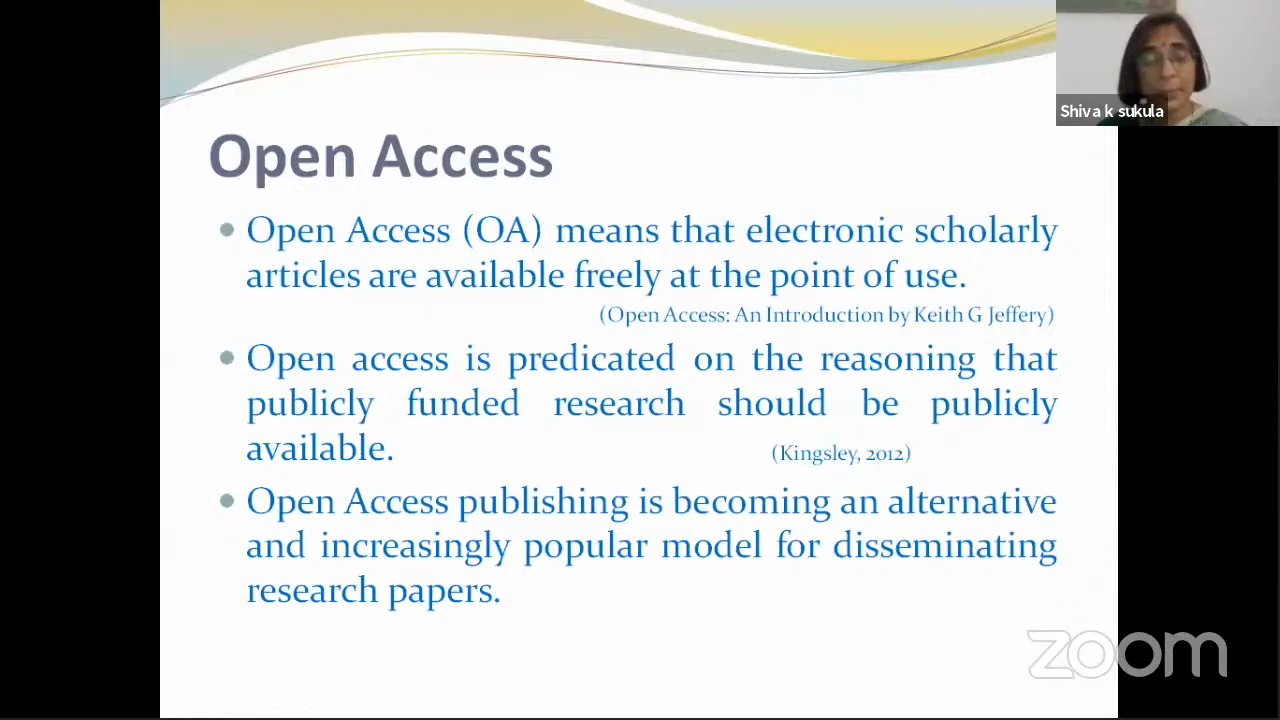 Shiva k sukula
Open Access
• Open Access (OA) means that electronic scholarly
articles are available freely at the point of use.
(Open Access: An Introduction by Keith G Jeffery)
• Open access is predicated on the reasoning that
publicly funded research should be publicly
available. (Kingsley, 2012)
• Open Access publishing is becoming an alternative
and increasingly popular model for disseminating
research papers.
zoom